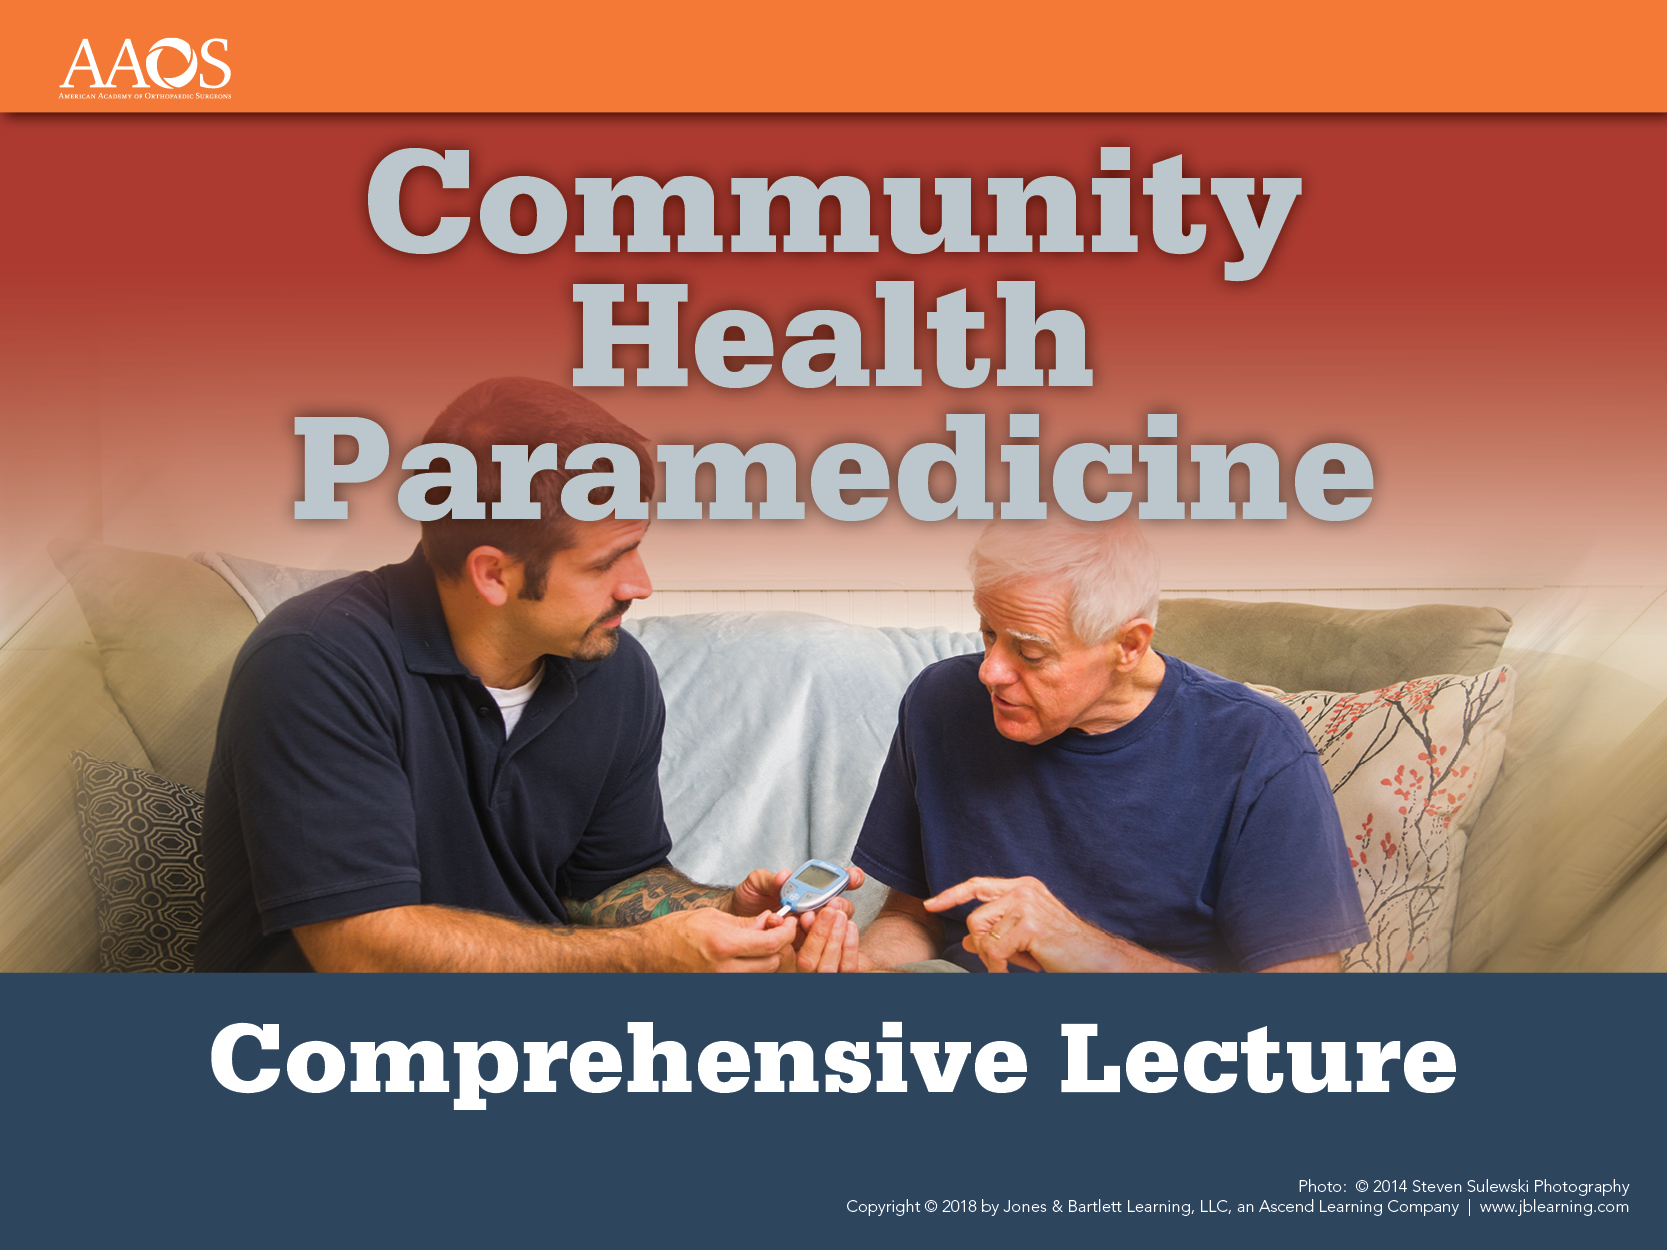 AAOS
American Academy of Orthopaedic Surgeons
Community
Health
Paramedicine
Comprehensive Lecture
Photo: © 2014 Steven Sulewski Photography
Copyright © 2018 by Jones & Bartlett Learning, LLC, an Ascend Learning Company | www.jblearning.com